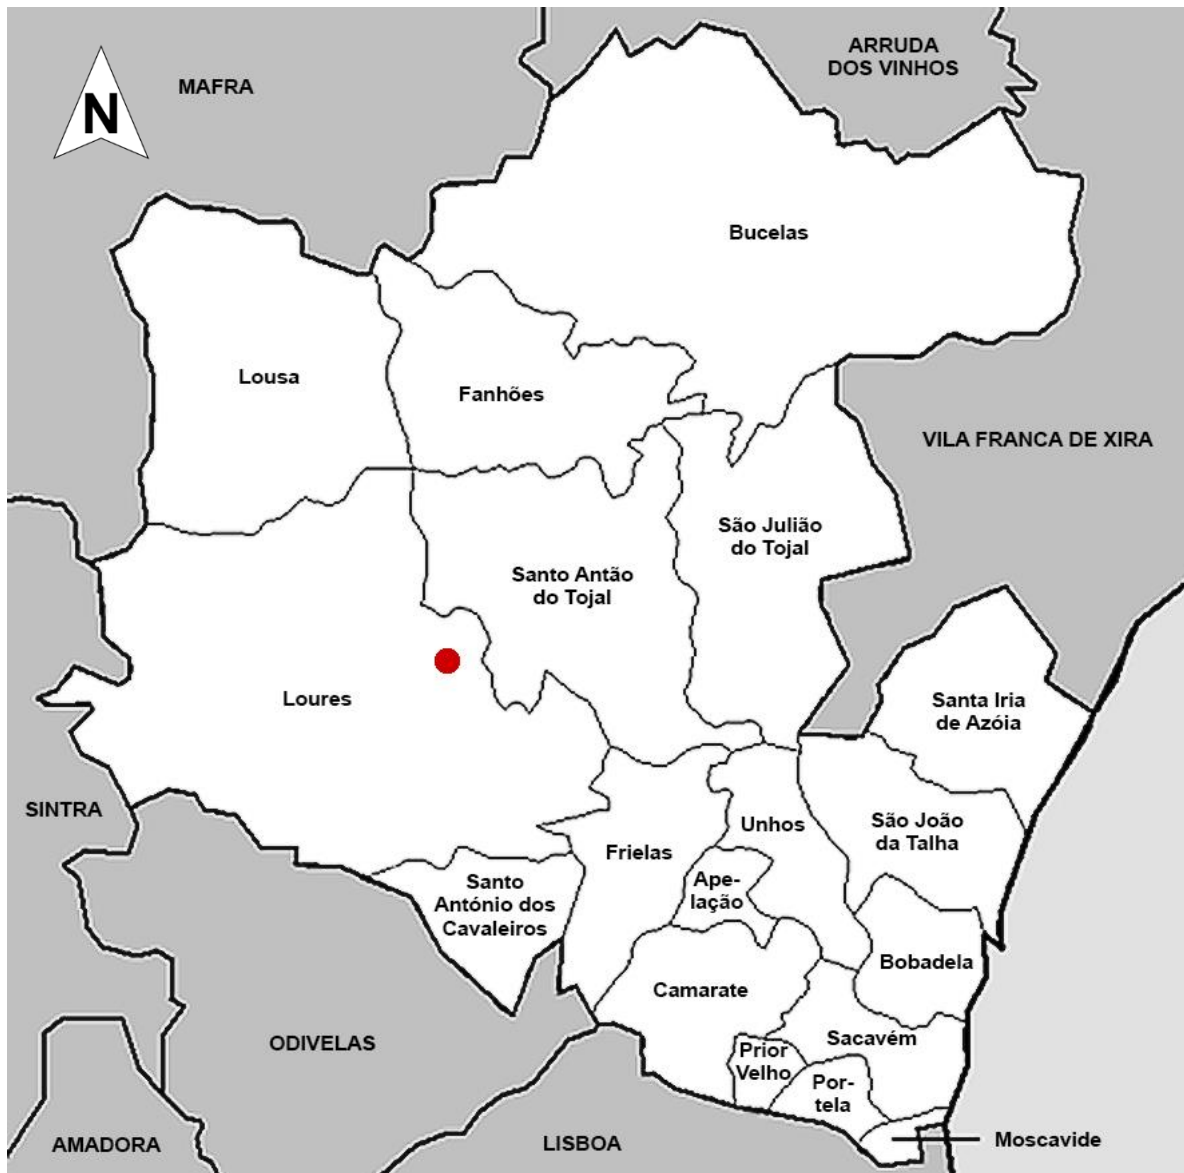 ARRUDA
DOS VINHOS
MAFRA
N
Bucelas
Lousa
Fanhões
VILA FRANCA DE XIRA
São Julião
do Tojal
Santo Antão
do Tojal
Loures
Santa Iria
de Azóia
SINTRA
Unhos
São João
da Talha
Frielas
Ape-
lação
Santo
António dos
Cavaleiros
Bobadela
Camarate
ODIVELAS
Sacavém
Prior
Velho
Por-
tela
AMADORA
LISBOA
Moscavide